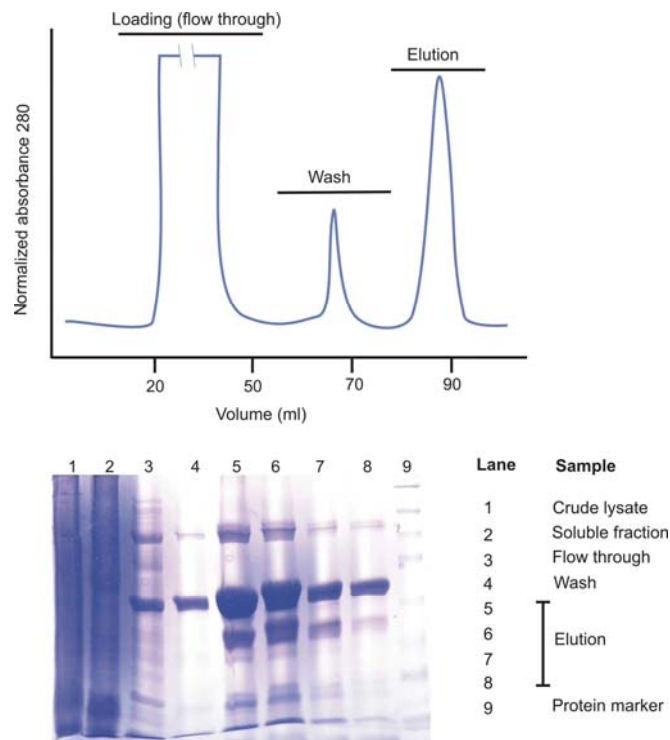 Loading (flow through)
Elution
Wash
Normalized absorbance 280
20
50
70
90
Volume (ml)
1 2 3 4 5 6 7 8 9
Lane Sample
1 Crude lysate
2 Soluble fraction
3 Flow through
4 Wash
5
6
Elution
7
8
9 Protein marker